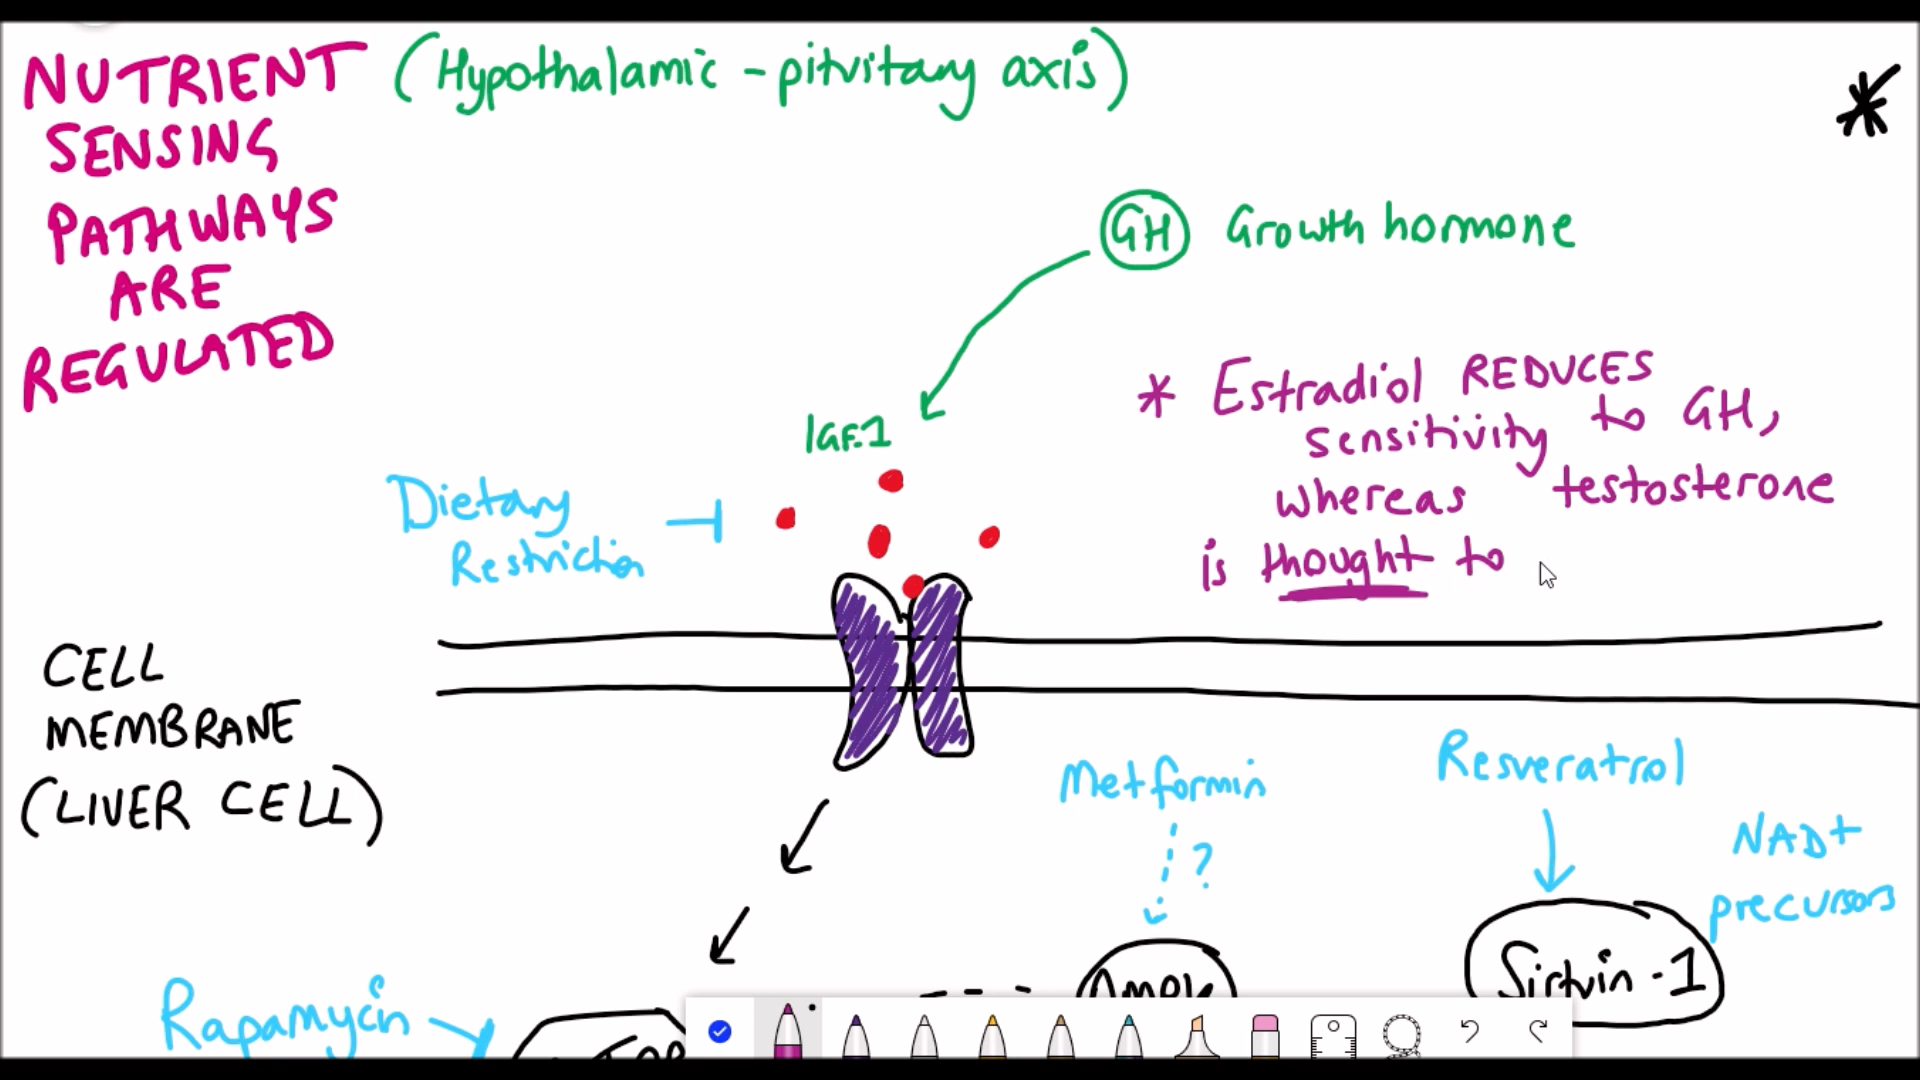 NUTRIENT (Hypothalamic - pituitary axis)
SENSING
PATHWAYS
ARE
REGULATED
GH Growth hormone
IGF-1
* Estradiol REDUCES
sensitivity to GH,
whereas testosterone
is thought to
Dietary
Restriction
CELL
MEMBRANE
(LIVER CELL)
Metformin
?
Resveratrol
NAD+
precursors
Sirtuin-1
Rapamycin